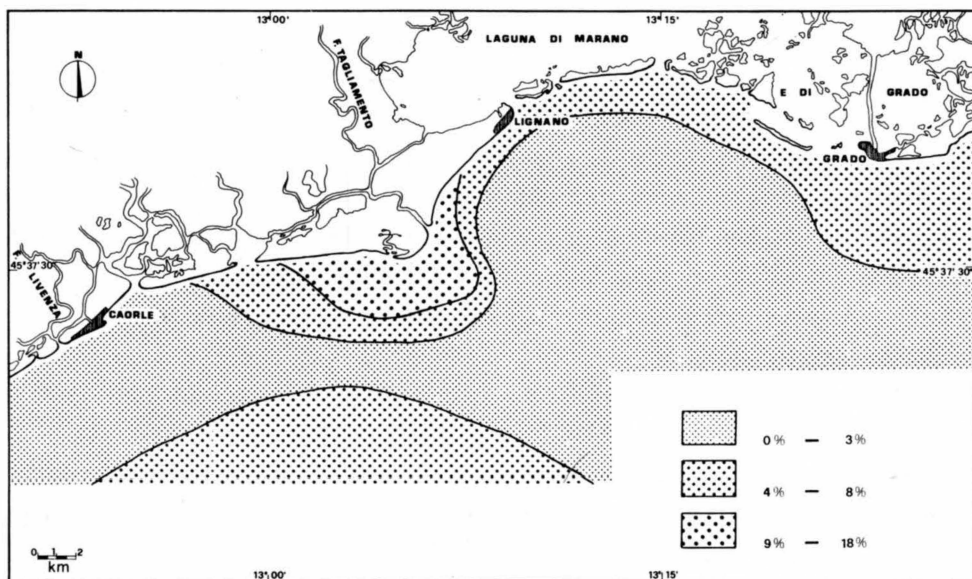 13°00'
13°15'
N
LAGUNA DI MARANO
F. TAGLIAMENTO
E DI
GRADO
LIGNANO
GRADO
45°37'30"
45°37'30"
LIVENZA
CAORLE
0% — 3%
4% — 8%
9% — 18%
0 1 2
km
13°00'
13°15'